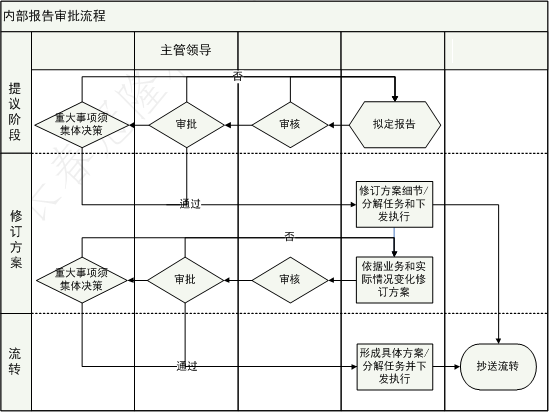 内部报告审批流程
主管领导
提
议
阶
段
否
重大事项须
集体决策
审批
审核
拟定报告
修
订
方
案
通过
修订方案细节/
分解任务和下
发执行
否
重大事项须
集体决策
审批
审核
依据业务和实
际情况变化修
订方案
流
转
通过
形成具体方案/
分解任务并下
发执行
抄送流转